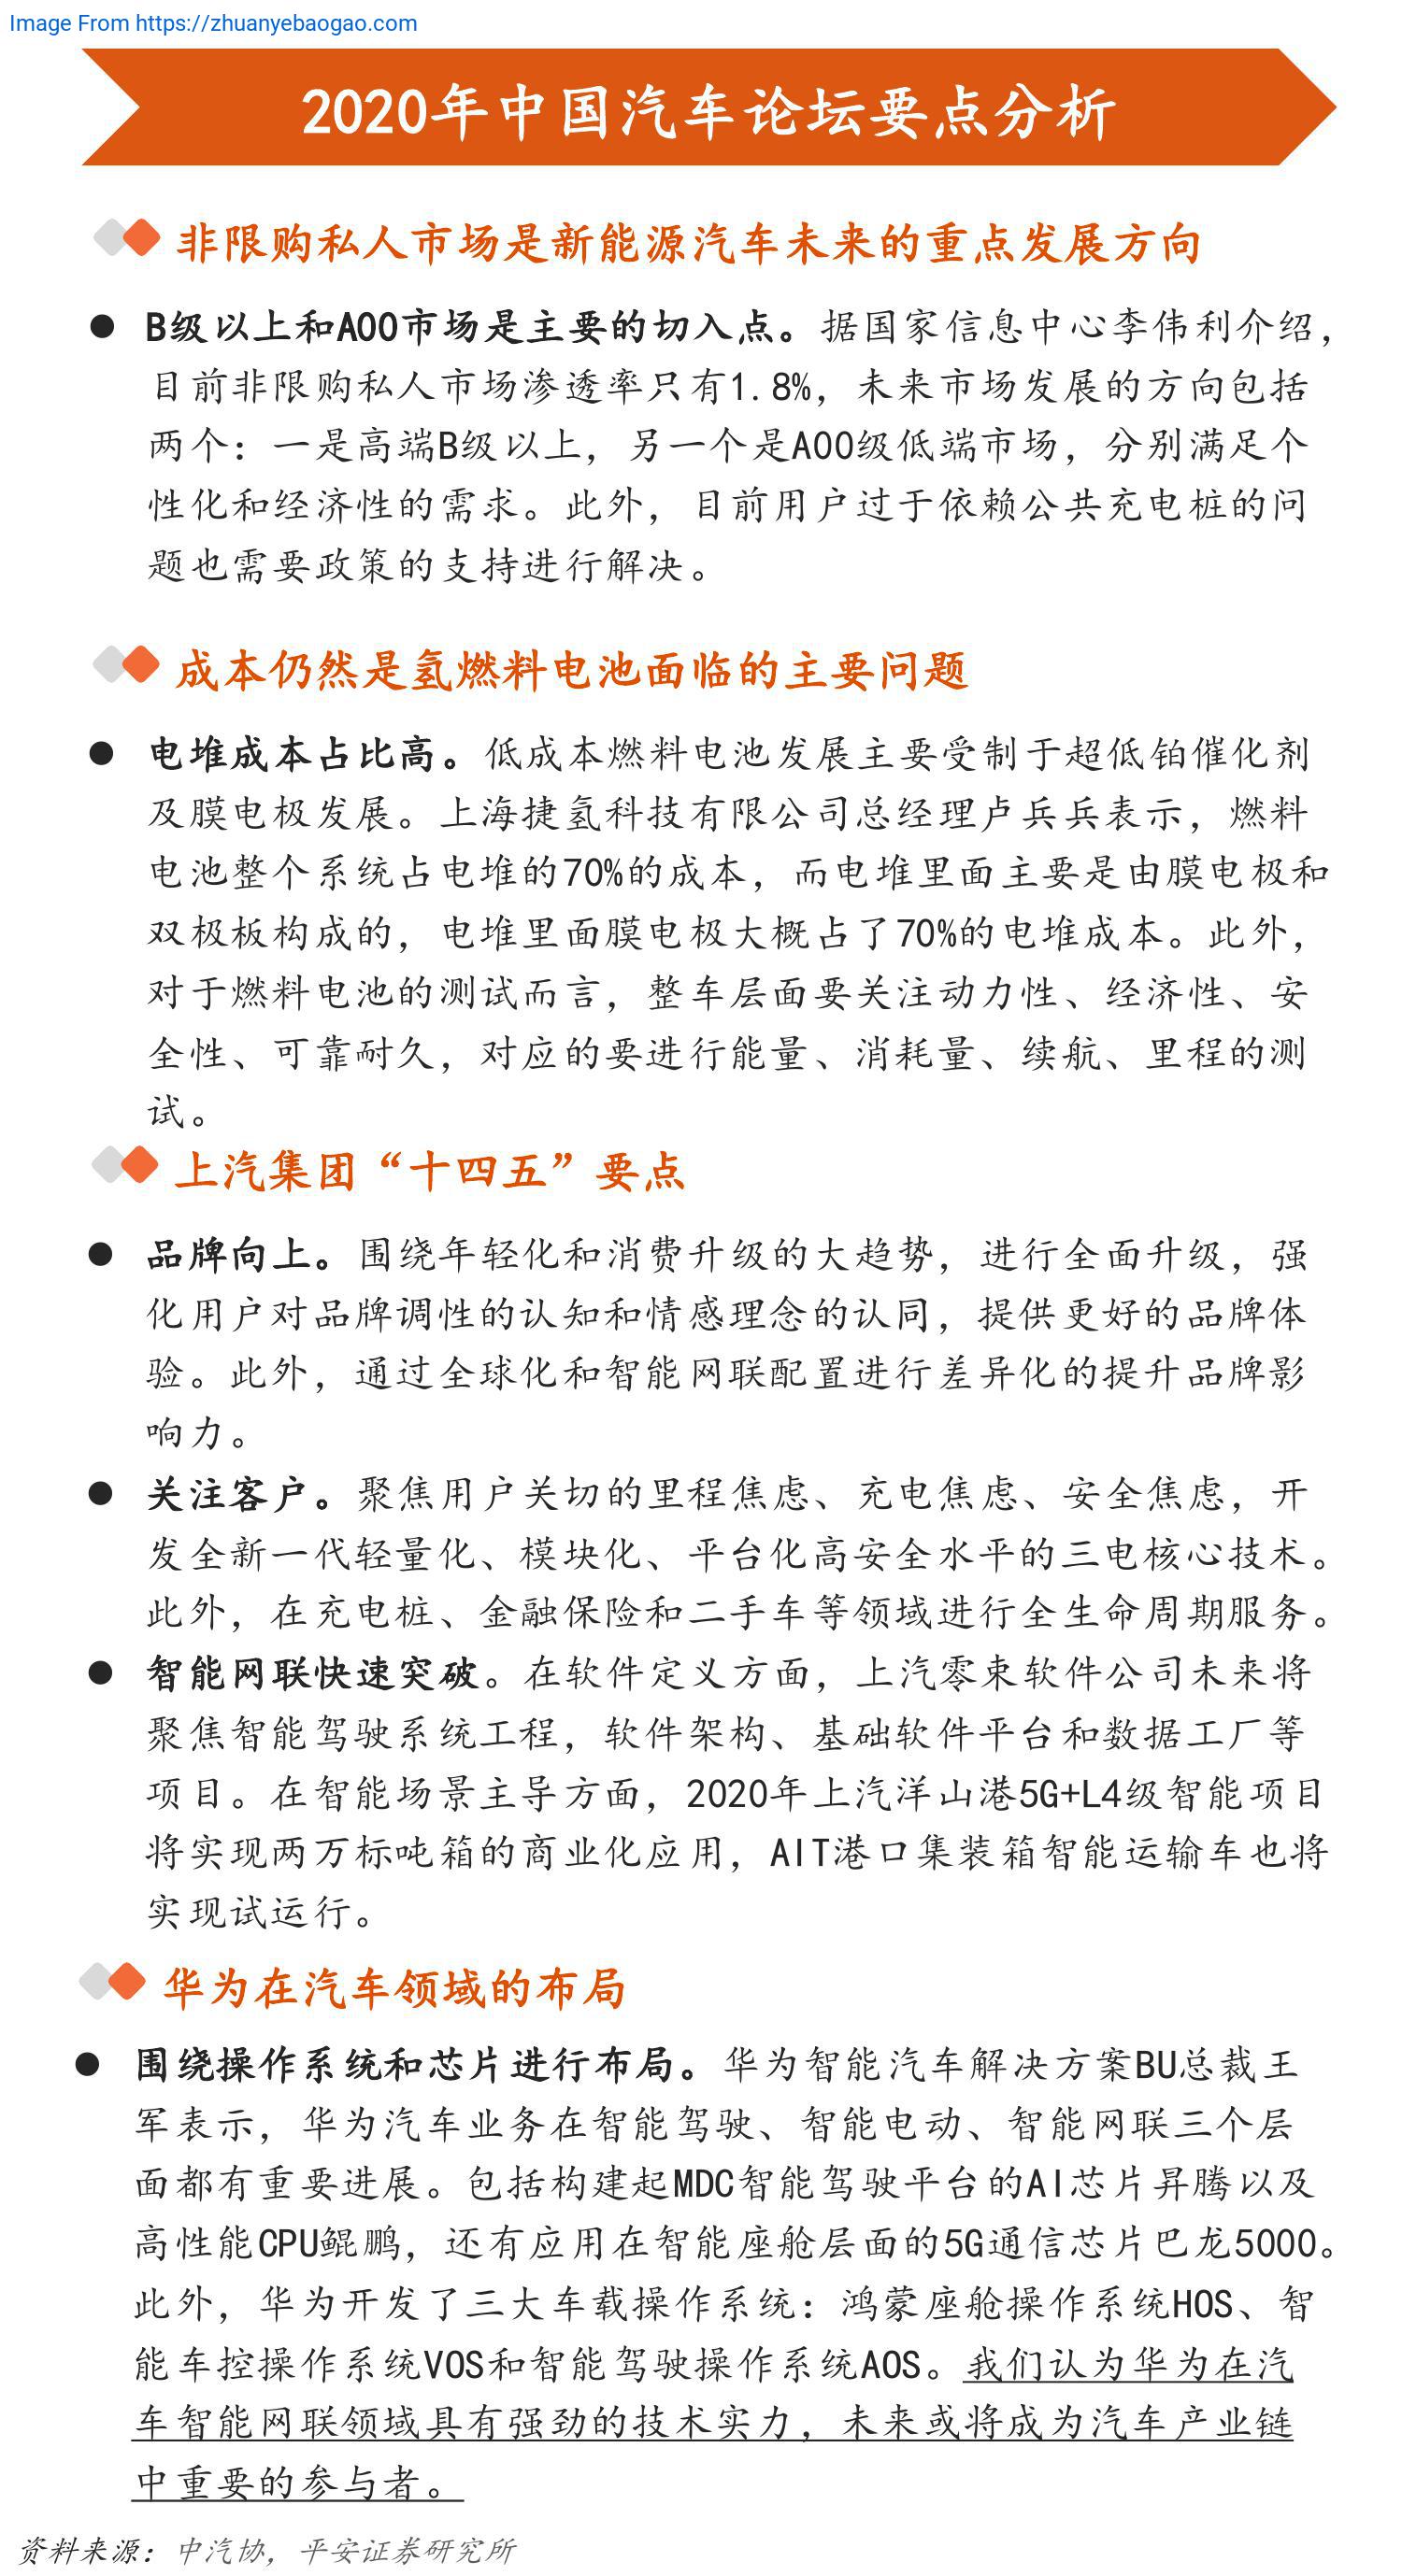 Image From https://zhuanyebaogao.com
2020年中国汽车论坛要点分析
非限购私人市场是新能源汽车未来的重点发展方向
● B级以上和A00市场是主要的切入点。据国家信息中心李伟利介绍，
目前非限购私人市场渗透率只有1.8%，未来市场发展的方向包括
两个：一是高端B级以上，另一个是A00级低端市场，分别满足个
性化和经济性的需求。此外，目前用户过于依赖公共充电桩的问
题也需要政策的支持进行解决。
成本仍然是氢燃料电池面临的主要问题
● 电堆成本占比高。低成本燃料电池发展主要受制于超低铂催化剂
及膜电极发展。上海捷氢科技有限公司总经理卢兵兵表示，燃料
电池整个系统占电堆的70%的成本，而电堆里面主要是由膜电极和
双极板构成的，电堆里面膜电极大概占了70%的电堆成本。此外，
对于燃料电池的测试而言，整车层面要关注动力性、经济性、安
全性、可靠耐久，对应的要进行能量、消耗量、续航、里程的测
试。
上汽集团“十四五”要点
● 品牌向上。围绕年轻化和消费升级的大趋势，进行全面升级，强
化用户对品牌调性的认知和情感理念的认同，提供更好的品牌体
验。此外，通过全球化和智能网联配置进行差异化的提升品牌影
响力。
● 关注客户。聚焦用户关切的里程焦虑、充电焦虑、安全焦虑，开
发全新一代轻量化、模块化、平台化高安全水平的三电核心技术。
此外，在充电桩、金融保险和二手车等领域进行全生命周期服务。
● 智能网联快速突破。在软件定义方面，上汽零束软件公司未来将
聚焦智能驾驶系统工程，软件架构、基础软件平台和数据工厂等
项目。在智能场景主导方面，2020年上汽洋山港5G+L4级智能项目
将实现两万标吨箱的商业化应用，AIT港口集装箱智能运输车也将
实现试运行。
华为在汽车领域的布局
● 围绕操作系统和芯片进行布局。华为智能汽车解决方案BU总裁王
军表示，华为汽车业务在智能驾驶、智能电动、智能网联三个层
面都有重要进展。包括构建起MDC智能驾驶平台的AI芯片昇腾以及
高性能CPU鲲鹏，还有应用在智能座舱层面的5G通信芯片巴龙5000。
此外，华为开发了三大车载操作系统：鸿蒙座舱操作系统HOS、智
能车控操作系统VOS和智能驾驶操作系统AOS。我们认为华为在汽
车智能网联领域具有强劲的技术实力，未来或将成为汽车产业链
中重要的参与者。
资料来源：中汽协，平安证券研究所